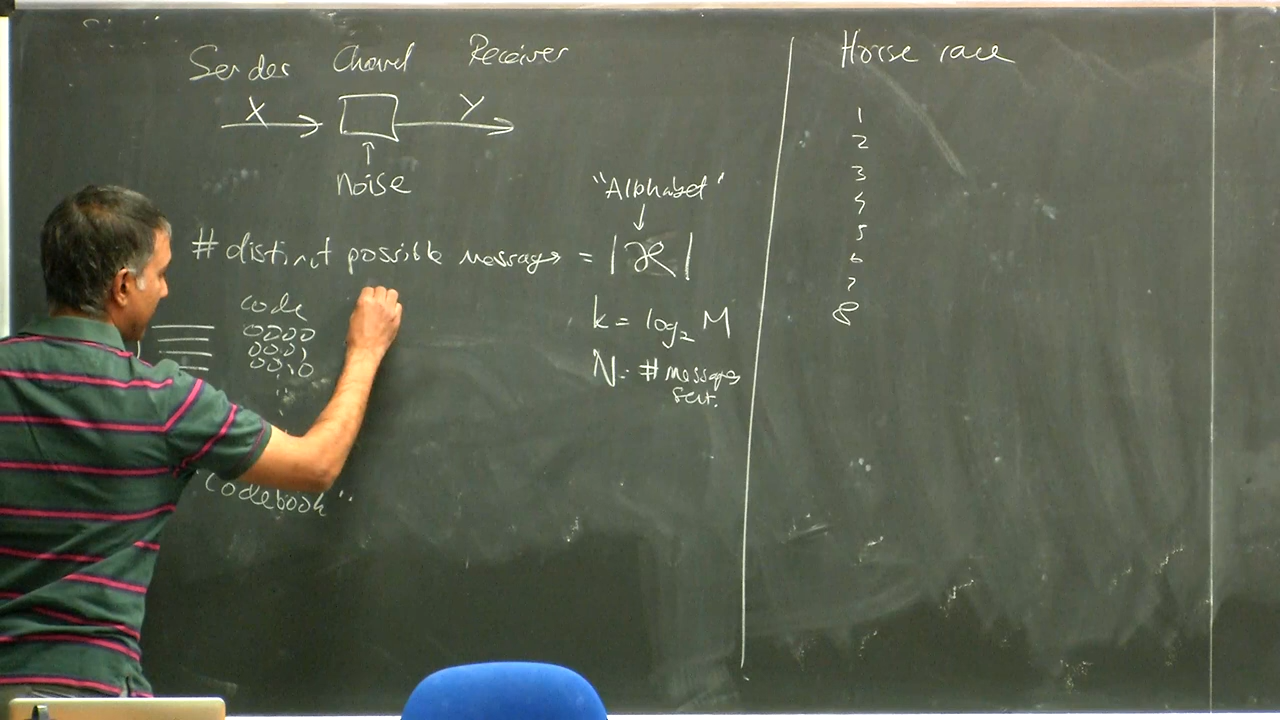 Sender Channel Receiver
X Y
noise
"Alphabet"
# distinct possible messages = |𝒳|
code
0000
0001
0010
"Codebook"
k = log₂ M
N: # messages
sent.
Horse race
1
2
3
4
5
6
7
8